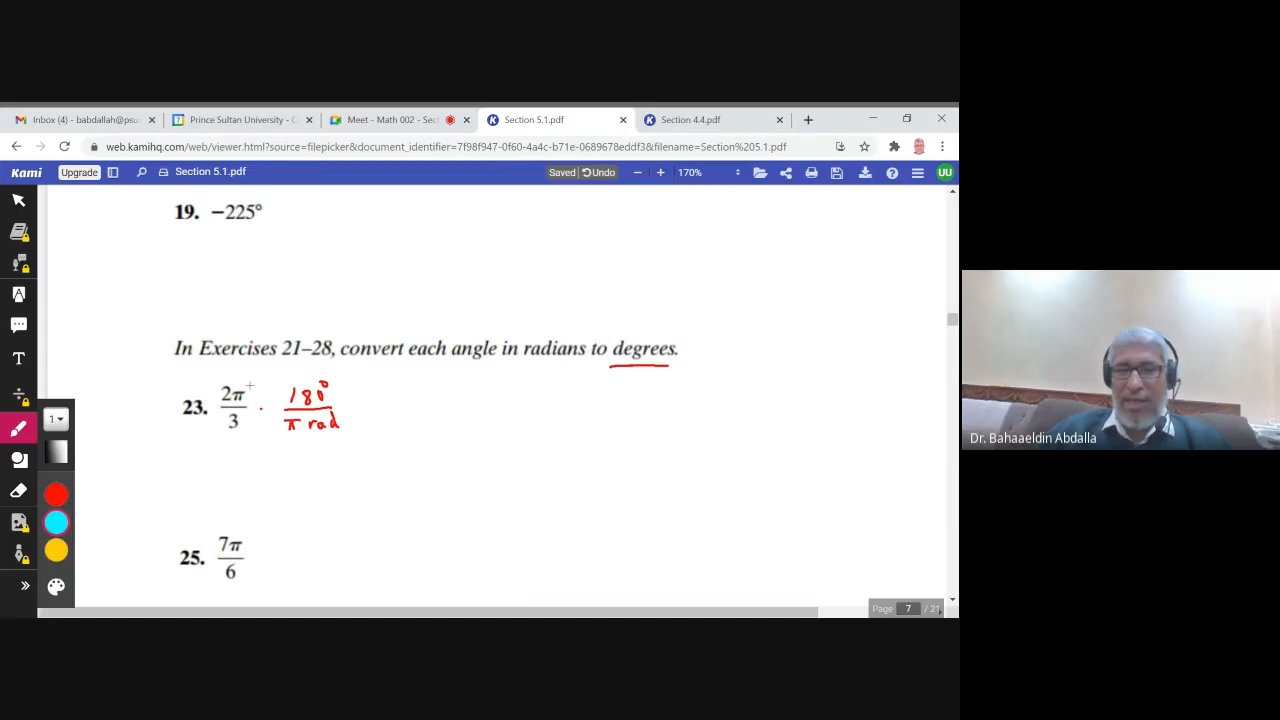 Inbox (4) - babdallah@psu
Prince Sultan University - C
Meet - Math 002 - Sec
Section 5.1.pdf
Section 4.4.pdf
web.kamihq.com/web/viewer.html?source=filepicker&document_identifier=7f98f947-0f60-4a4c-b71e-0689678eddf3&filename=Section%205.1.pdf
Kami Upgrade Section 5.1.pdf Saved Undo 170% UU
19. −225°
In Exercises 21–28, convert each angle in radians to degrees.
23. 2π/3 · 180°/π rad
1
Dr. Bahaaeldin Abdalla
25. 7π/6
Page 7 / 21